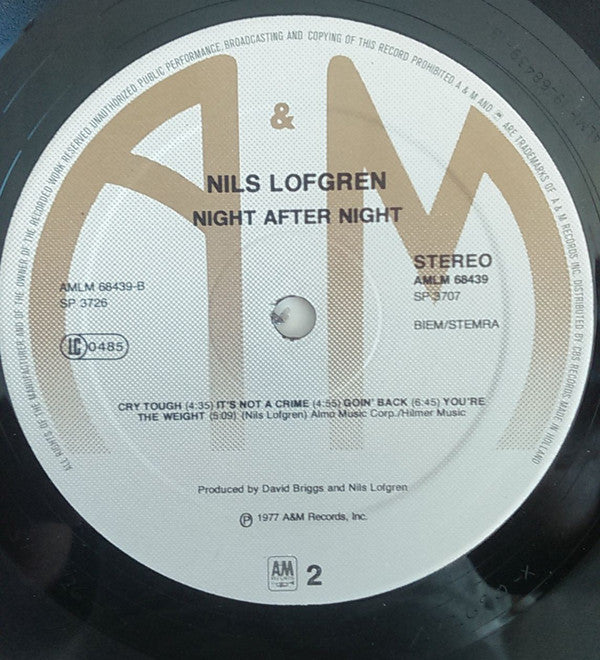 ALL RIGHTS OF THE MANUFACTURER AND OF THE OWNER OF THE RECORDED WORK RESERVED. UNAUTHORIZED PUBLIC PERFORMANCE, BROADCASTING AND COPYING OF THIS RECORD PROHIBITED. A & M AND ARE TRADEMARKS OF A & M RECORDS INC. DISTRIBUTED BY CBS RECORDS. MADE IN HOLLAND
A & M
NILS LOFGREN
NIGHT AFTER NIGHT
STEREO
AMLM 68439
SP 3707
AMLM 68439-B
SP 3726
BIEM/STEMRA
LC 0485
CRY TOUGH (4:35) IT'S NOT A CRIME (4:55) GOIN' BACK (6:45) YOU'RE
THE WEIGHT (5:09) (Nils Lofgren) Almo Music Corp./Hilmer Music
Produced by David Briggs and Nils Lofgren
Ⓟ 1977 A&M Records, Inc.
AM
RECORDS
2